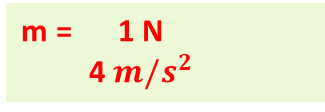 m = 1 N
4 m/s²